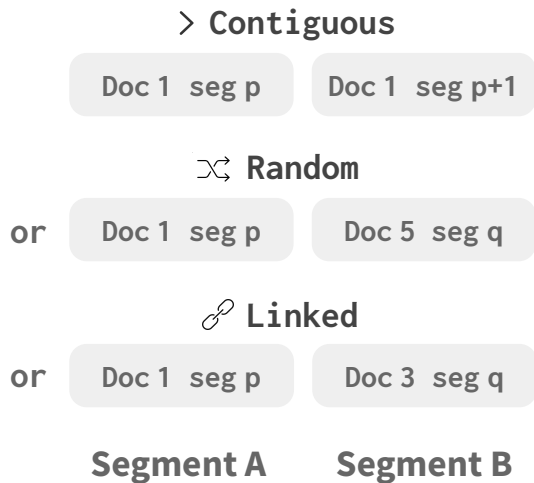 > Contiguous
Doc 1 seg p Doc 1 seg p+1
Random
or Doc 1 seg p Doc 5 seg q
Linked
or Doc 1 seg p Doc 3 seg q
Segment A Segment B